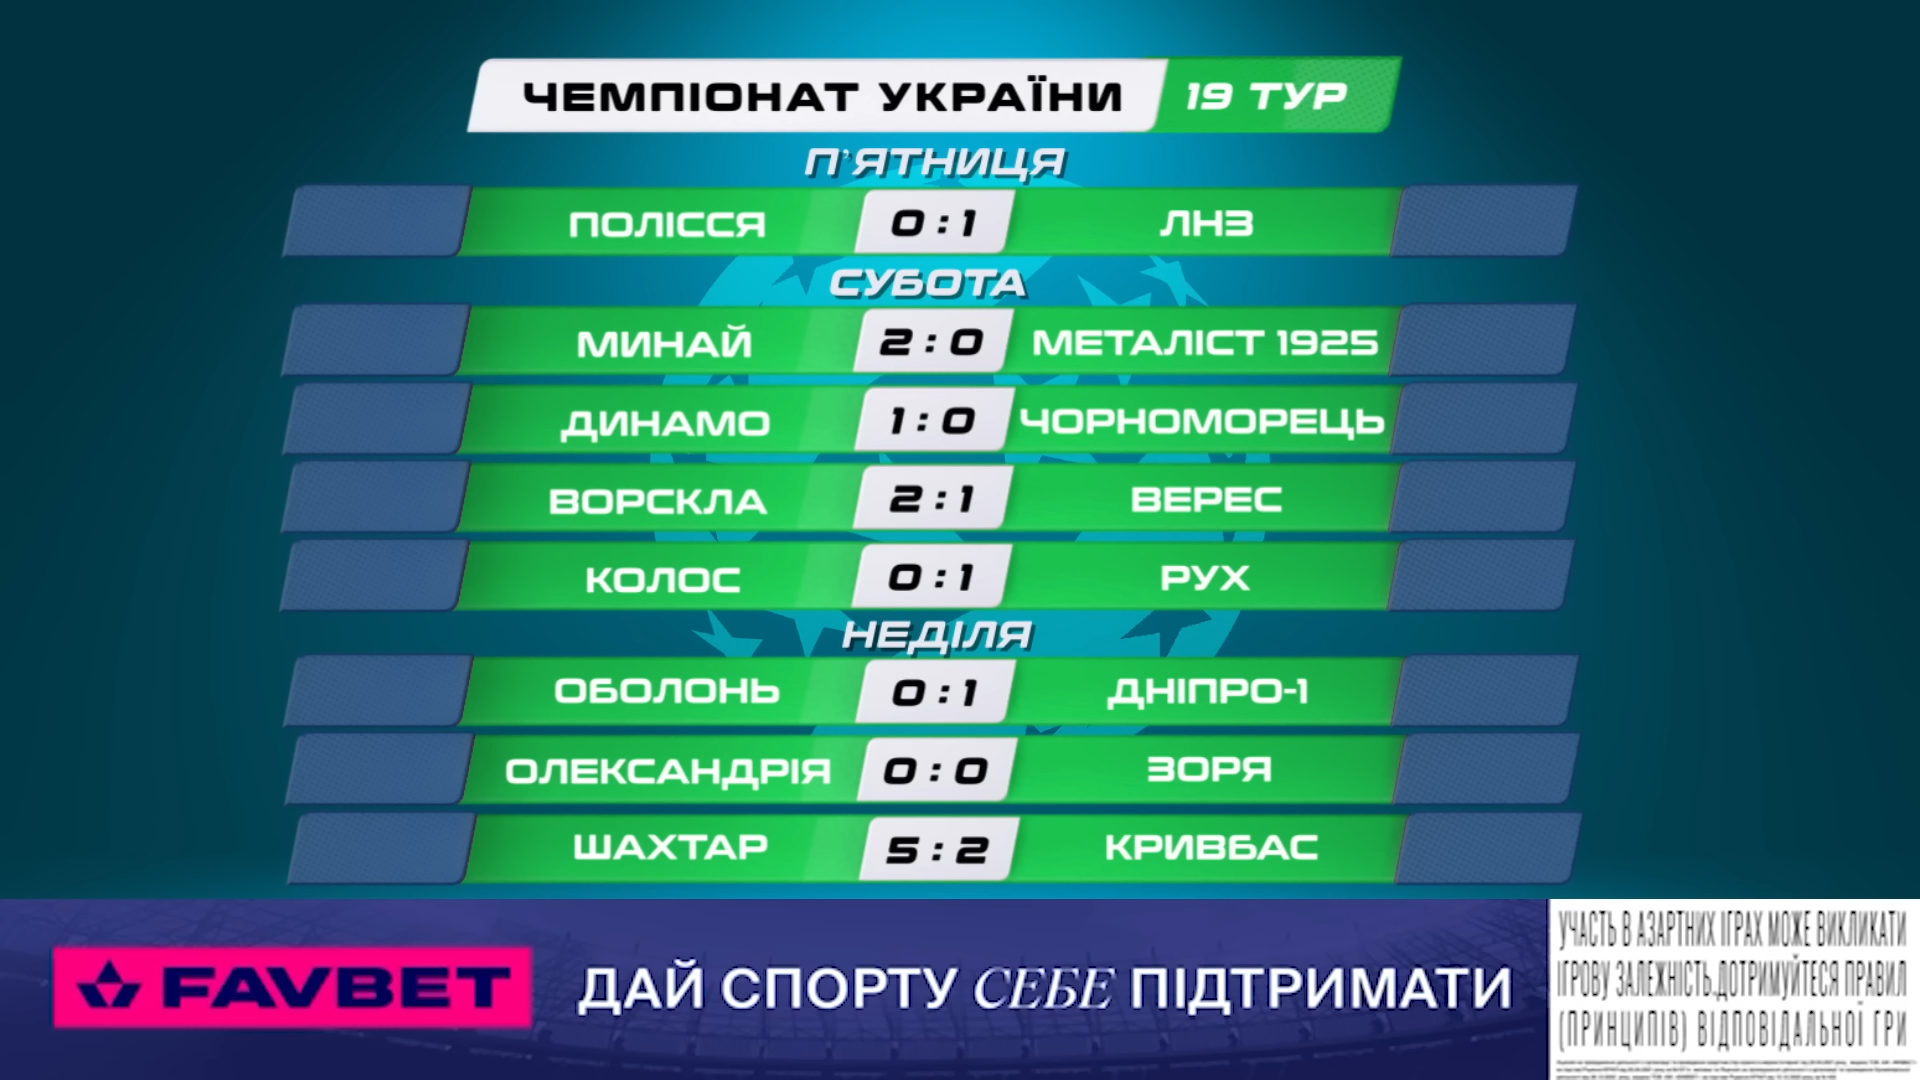 ЧЕМПІОНАТ УКРАЇНИ 19 ТУР
П'ЯТНИЦЯ
ПОЛІССЯ 0:1 ЛНЗ
СУБОТА
МИНАЙ 2:0 МЕТАЛІСТ 1925
ДИНАМО 1:0 ЧОРНОМОРЕЦЬ
ВОРСКЛА 2:1 ВЕРЕС
КОЛОС 0:1 РУХ
НЕДІЛЯ
ОБОЛОНЬ 0:1 ДНІПРО-1
ОЛЕКСАНДРІЯ 0:0 ЗОРЯ
ШАХТАР 5:2 КРИВБАС
FAVBET ДАЙ СПОРТУ СЕБЕ ПІДТРИМАТИ
УЧАСТЬ В АЗАРТНИХ ІГРАХ МОЖЕ ВИКЛИКАТИ
ІГРОВУ ЗАЛЕЖНІСТЬ.ДОТРИМУЙТЕСЯ ПРАВИЛ
(ПРИНЦИПІВ) ВІДПОВІДАЛЬНОЇ ГРИ